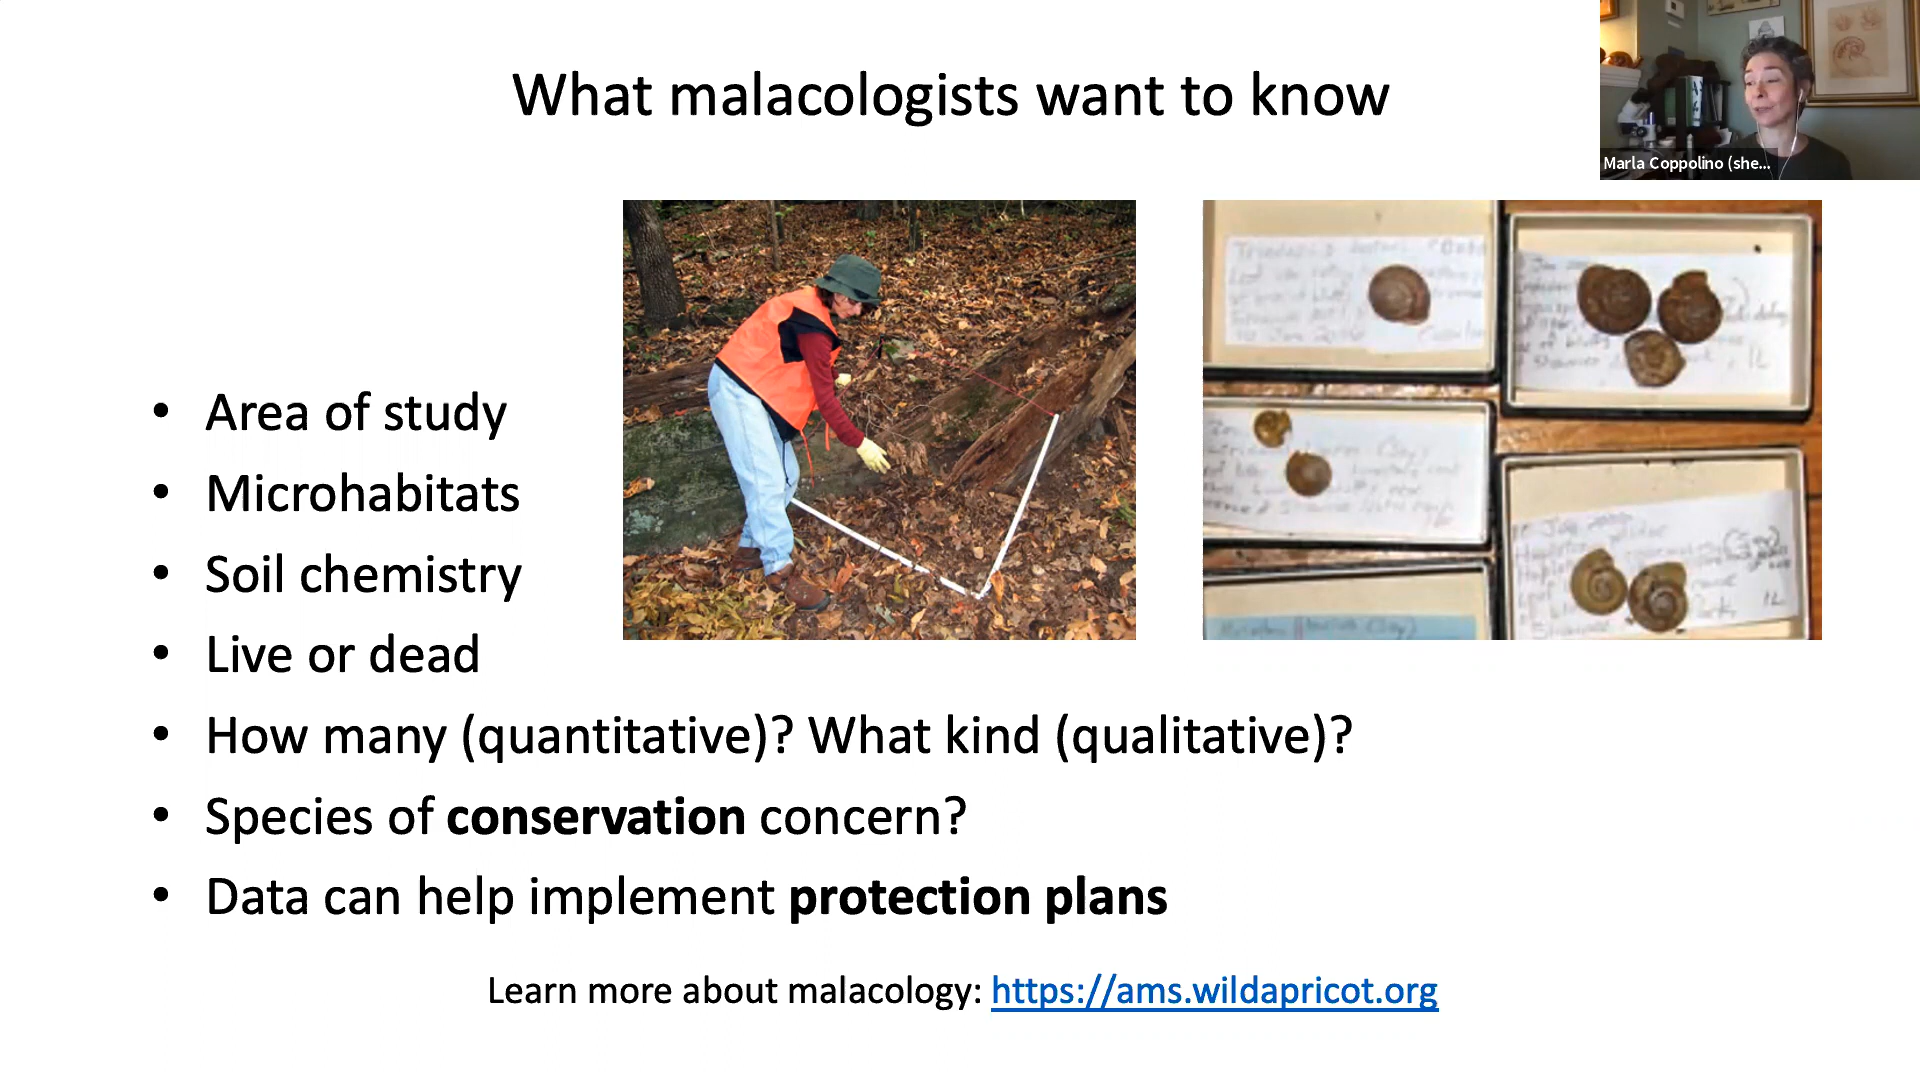 What malacologists want to know
Marla Coppolino (she...
• Area of study
• Microhabitats
• Soil chemistry
• Live or dead
• How many (quantitative)? What kind (qualitative)?
• Species of conservation concern?
• Data can help implement protection plans
Learn more about malacology: https://ams.wildapricot.org